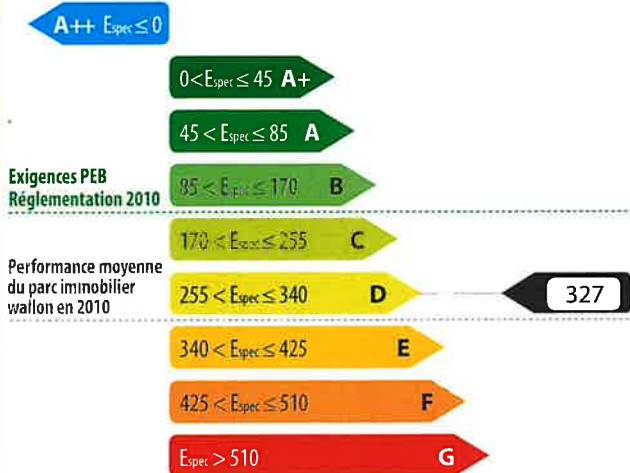 A++ Espec ≤ 0
0 < Espec ≤ 45 A+
45 < Espec ≤ 85 A
Exigences PEB
Réglementation 2010
85 < Espec ≤ 170 B
170 < Espec ≤ 255 C
Performance moyenne
du parc immobilier
wallon en 2010
255 < Espec ≤ 340 D
327
340 < Espec ≤ 425 E
425 < Espec ≤ 510 F
Espec > 510 G